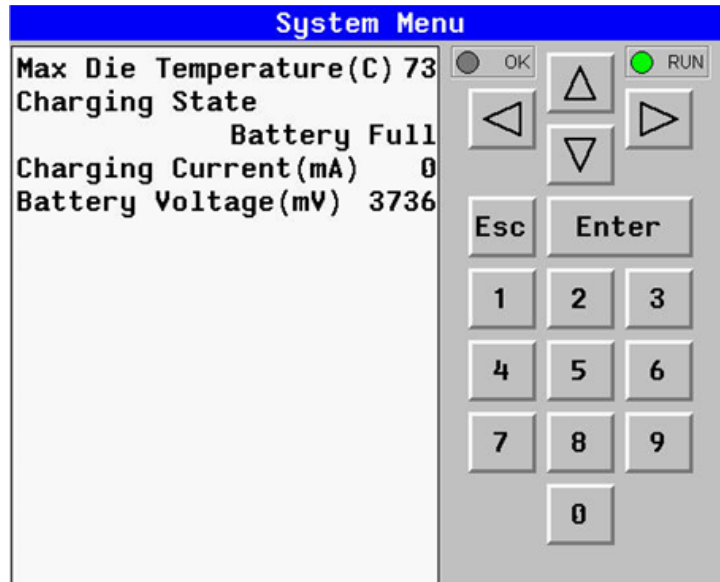 System Menu
Max Die Temperature(C) 73
Charging State
Battery Full
Charging Current(mA) 0
Battery Voltage(mV) 3736
OK
RUN
Esc
Enter
1
2
3
4
5
6
7
8
9
0